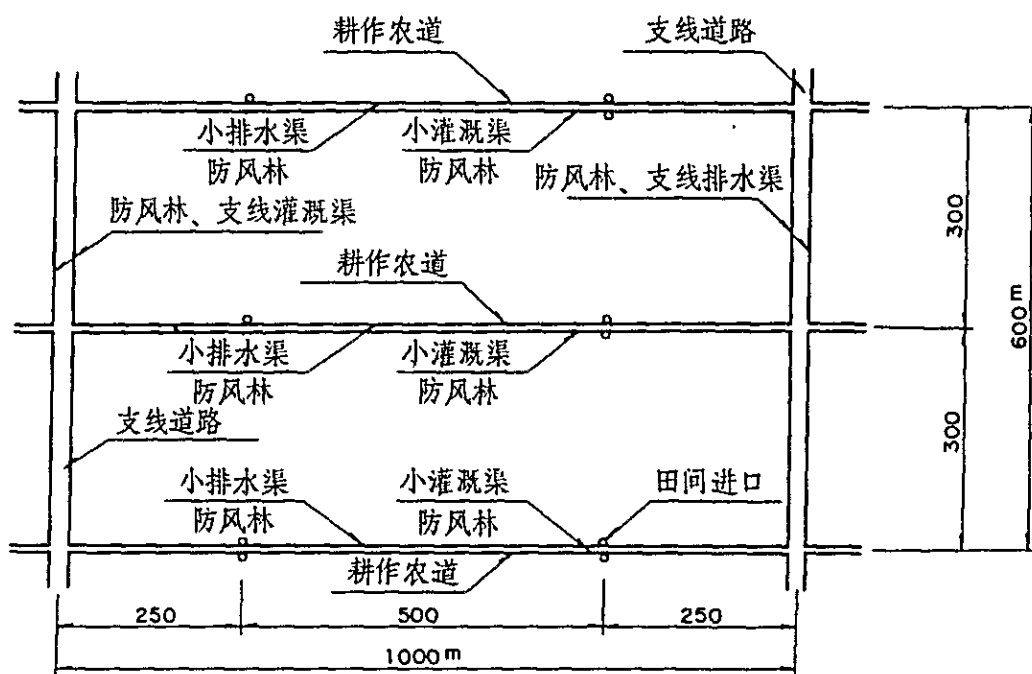 耕作农道
支线道路
小排水渠
防风林
小灌溉渠
防风林
防风林、支线排水渠
防风林、支线灌溉渠
300
耕作农道
600m
小排水渠
防风林
小灌溉渠
防风林
支线道路
300
小排水渠
防风林
小灌溉渠
防风林
田间进口
耕作农道
250
500
250
1000m